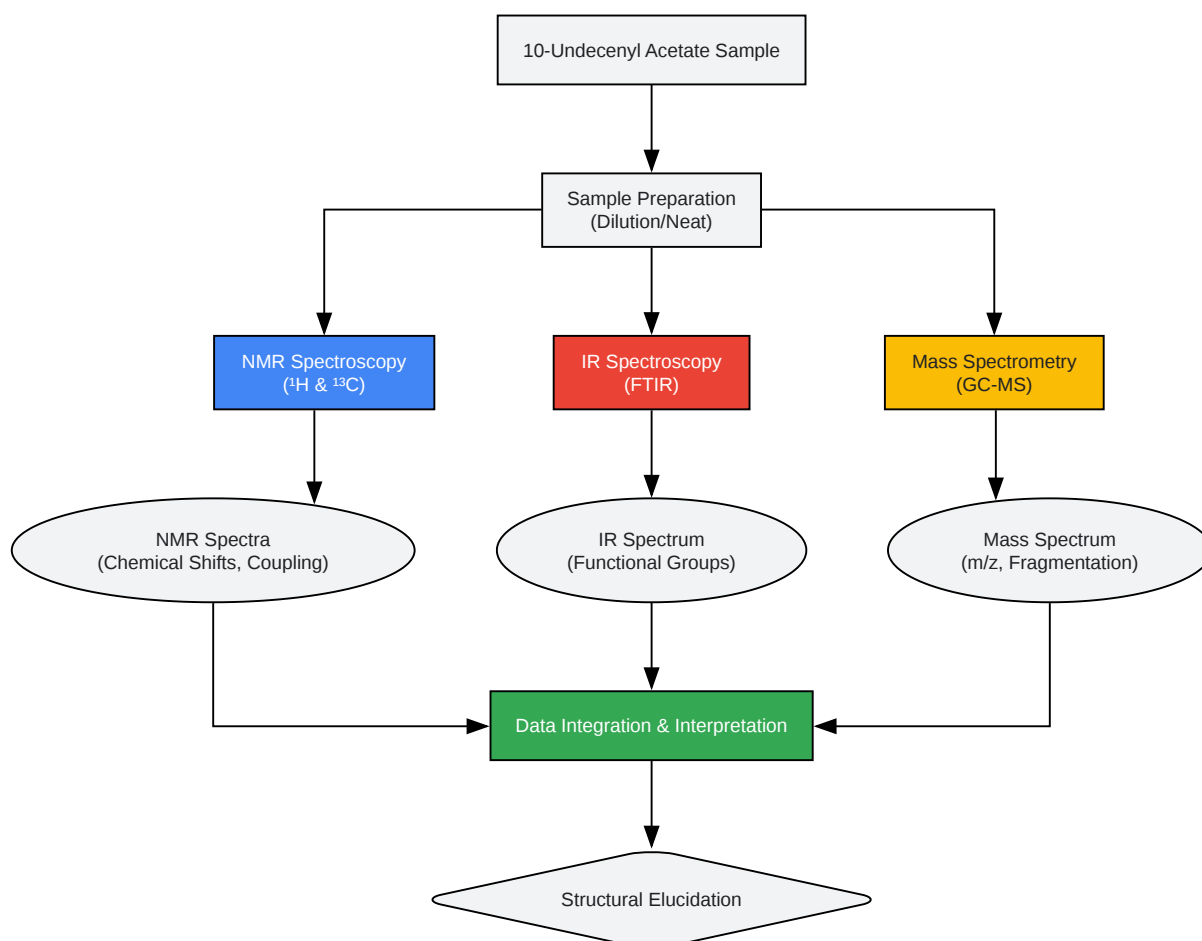 10-Undecenyl Acetate Sample
Sample Preparation
(Dilution/Neat)
NMR Spectroscopy
(¹H & ¹³C)
IR Spectroscopy
(FTIR)
Mass Spectrometry
(GC-MS)
NMR Spectra
(Chemical Shifts, Coupling)
IR Spectrum
(Functional Groups)
Mass Spectrum
(m/z, Fragmentation)
Data Integration & Interpretation
Structural Elucidation